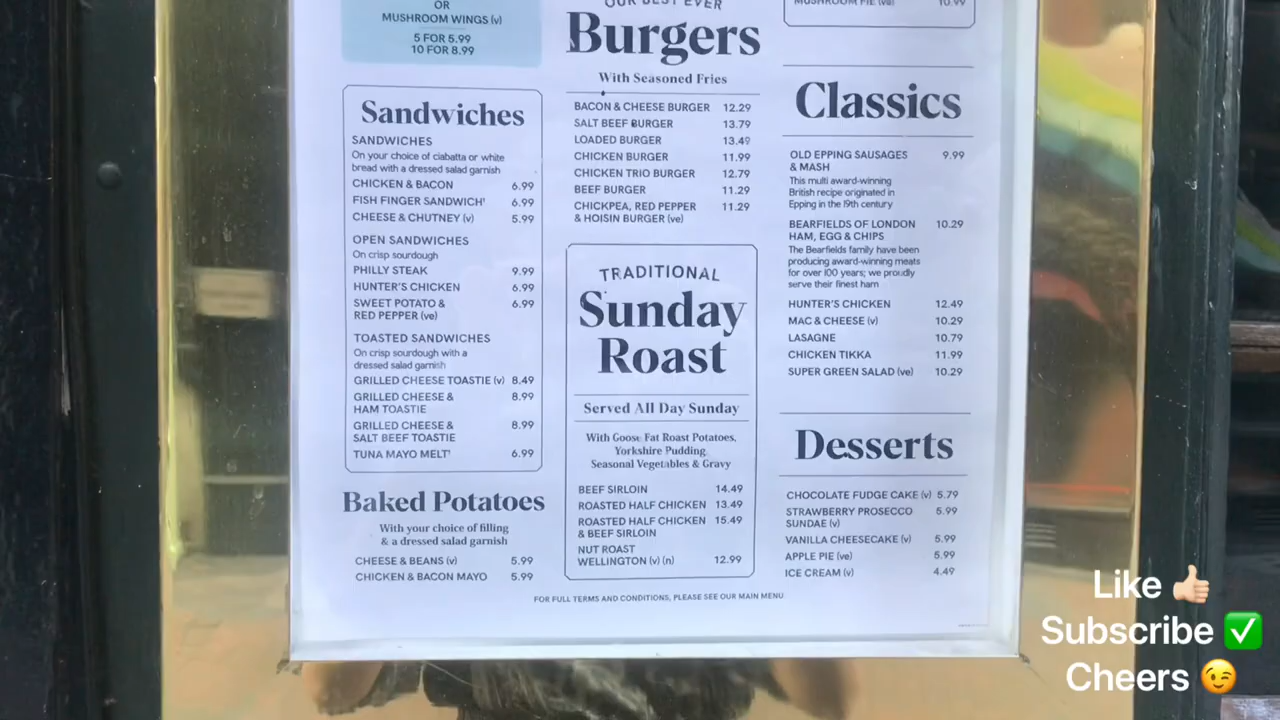 OR
MUSHROOM WINGS (v)
5 FOR 5.99
10 FOR 8.99
Sandwiches
SANDWICHES
On your choice of ciabatta or white
bread with a dressed salad garnish
CHICKEN & BACON 6.99
FISH FINGER SANDWICH† 6.99
CHEESE & CHUTNEY (v) 5.99
OPEN SANDWICHES
On crisp sourdough
PHILLY STEAK 9.99
HUNTER'S CHICKEN 6.99
SWEET POTATO & 6.99
RED PEPPER (ve)
TOASTED SANDWICHES
On crisp sourdough with a
dressed salad garnish
GRILLED CHEESE TOASTIE (v) 8.49
GRILLED CHEESE & 8.99
HAM TOASTIE
GRILLED CHEESE & 8.99
SALT BEEF TOASTIE
TUNA MAYO MELT† 6.99
Baked Potatoes
With your choice of filling
& a dressed salad garnish
CHEESE & BEANS (v) 5.99
CHICKEN & BACON MAYO 5.99
OUR BEST EVER
Burgers
With Seasoned Fries
BACON & CHEESE BURGER 12.29
SALT BEEF BURGER 13.79
LOADED BURGER 13.49
CHICKEN BURGER 11.99
CHICKEN TRIO BURGER 12.79
BEEF BURGER 11.29
CHICKPEA, RED PEPPER 11.29
& HOISIN BURGER (ve)
TRADITIONAL
Sunday
Roast
Served All Day Sunday
With Goose Fat Roast Potatoes,
Yorkshire Pudding,
Seasonal Vegetables & Gravy
BEEF SIRLOIN 14.49
ROASTED HALF CHICKEN 13.49
ROASTED HALF CHICKEN 15.49
& BEEF SIRLOIN
NUT ROAST
WELLINGTON (v) (n) 12.99
MUSHROOM PIE (ve) 10.99
Classics
OLD EPPING SAUSAGES 9.99
& MASH
This multi award-winning
British recipe originated in
Epping in the 19th century
BEARFIELDS OF LONDON 10.29
HAM, EGG & CHIPS
The Bearfields family have been
producing award-winning meats
for over 100 years; we proudly
serve their finest ham
HUNTER'S CHICKEN 12.49
MAC & CHEESE (v) 10.29
LASAGNE 10.79
CHICKEN TIKKA 11.99
SUPER GREEN SALAD (ve) 10.29
Desserts
CHOCOLATE FUDGE CAKE (v) 5.79
STRAWBERRY PROSECCO 5.99
SUNDAE (v)
VANILLA CHEESECAKE (v) 5.99
APPLE PIE (ve) 5.99
ICE CREAM (v) 4.49
FOR FULL TERMS AND CONDITIONS, PLEASE SEE OUR MAIN MENU
Like 👍🏻
Subscribe ✅
Cheers 😉